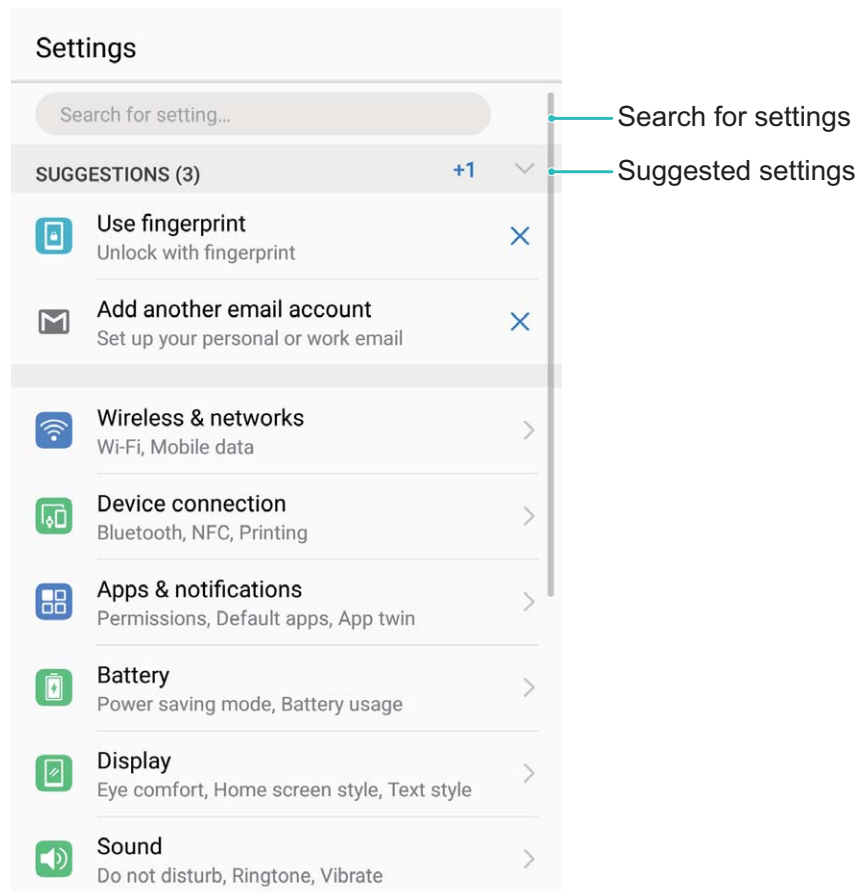 Settings
Search for setting...
Search for settings
SUGGESTIONS (3)
+1
Suggested settings
Use fingerprint
Unlock with fingerprint
Add another email account
Set up your personal or work email
Wireless & networks
Wi-Fi, Mobile data
Device connection
Bluetooth, NFC, Printing
Apps & notifications
Permissions, Default apps, App twin
Battery
Power saving mode, Battery usage
Display
Eye comfort, Home screen style, Text style
Sound
Do not disturb, Ringtone, Vibrate